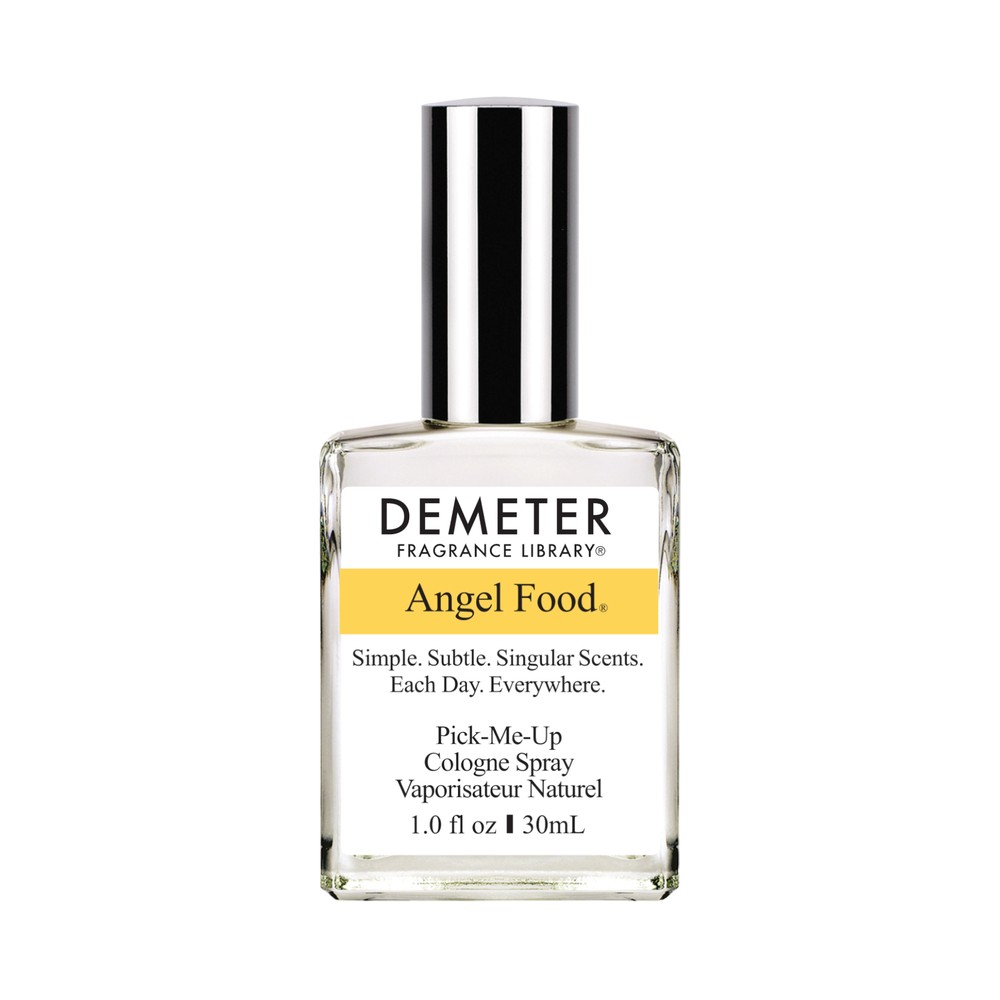 DEMETER
FRAGRANCE LIBRARY®
Angel Food®
Simple. Subtle. Singular Scents.
Each Day. Everywhere.
Pick-Me-Up
Cologne Spray
Vaporisateur Naturel
1.0 fl oz ❚ 30mL